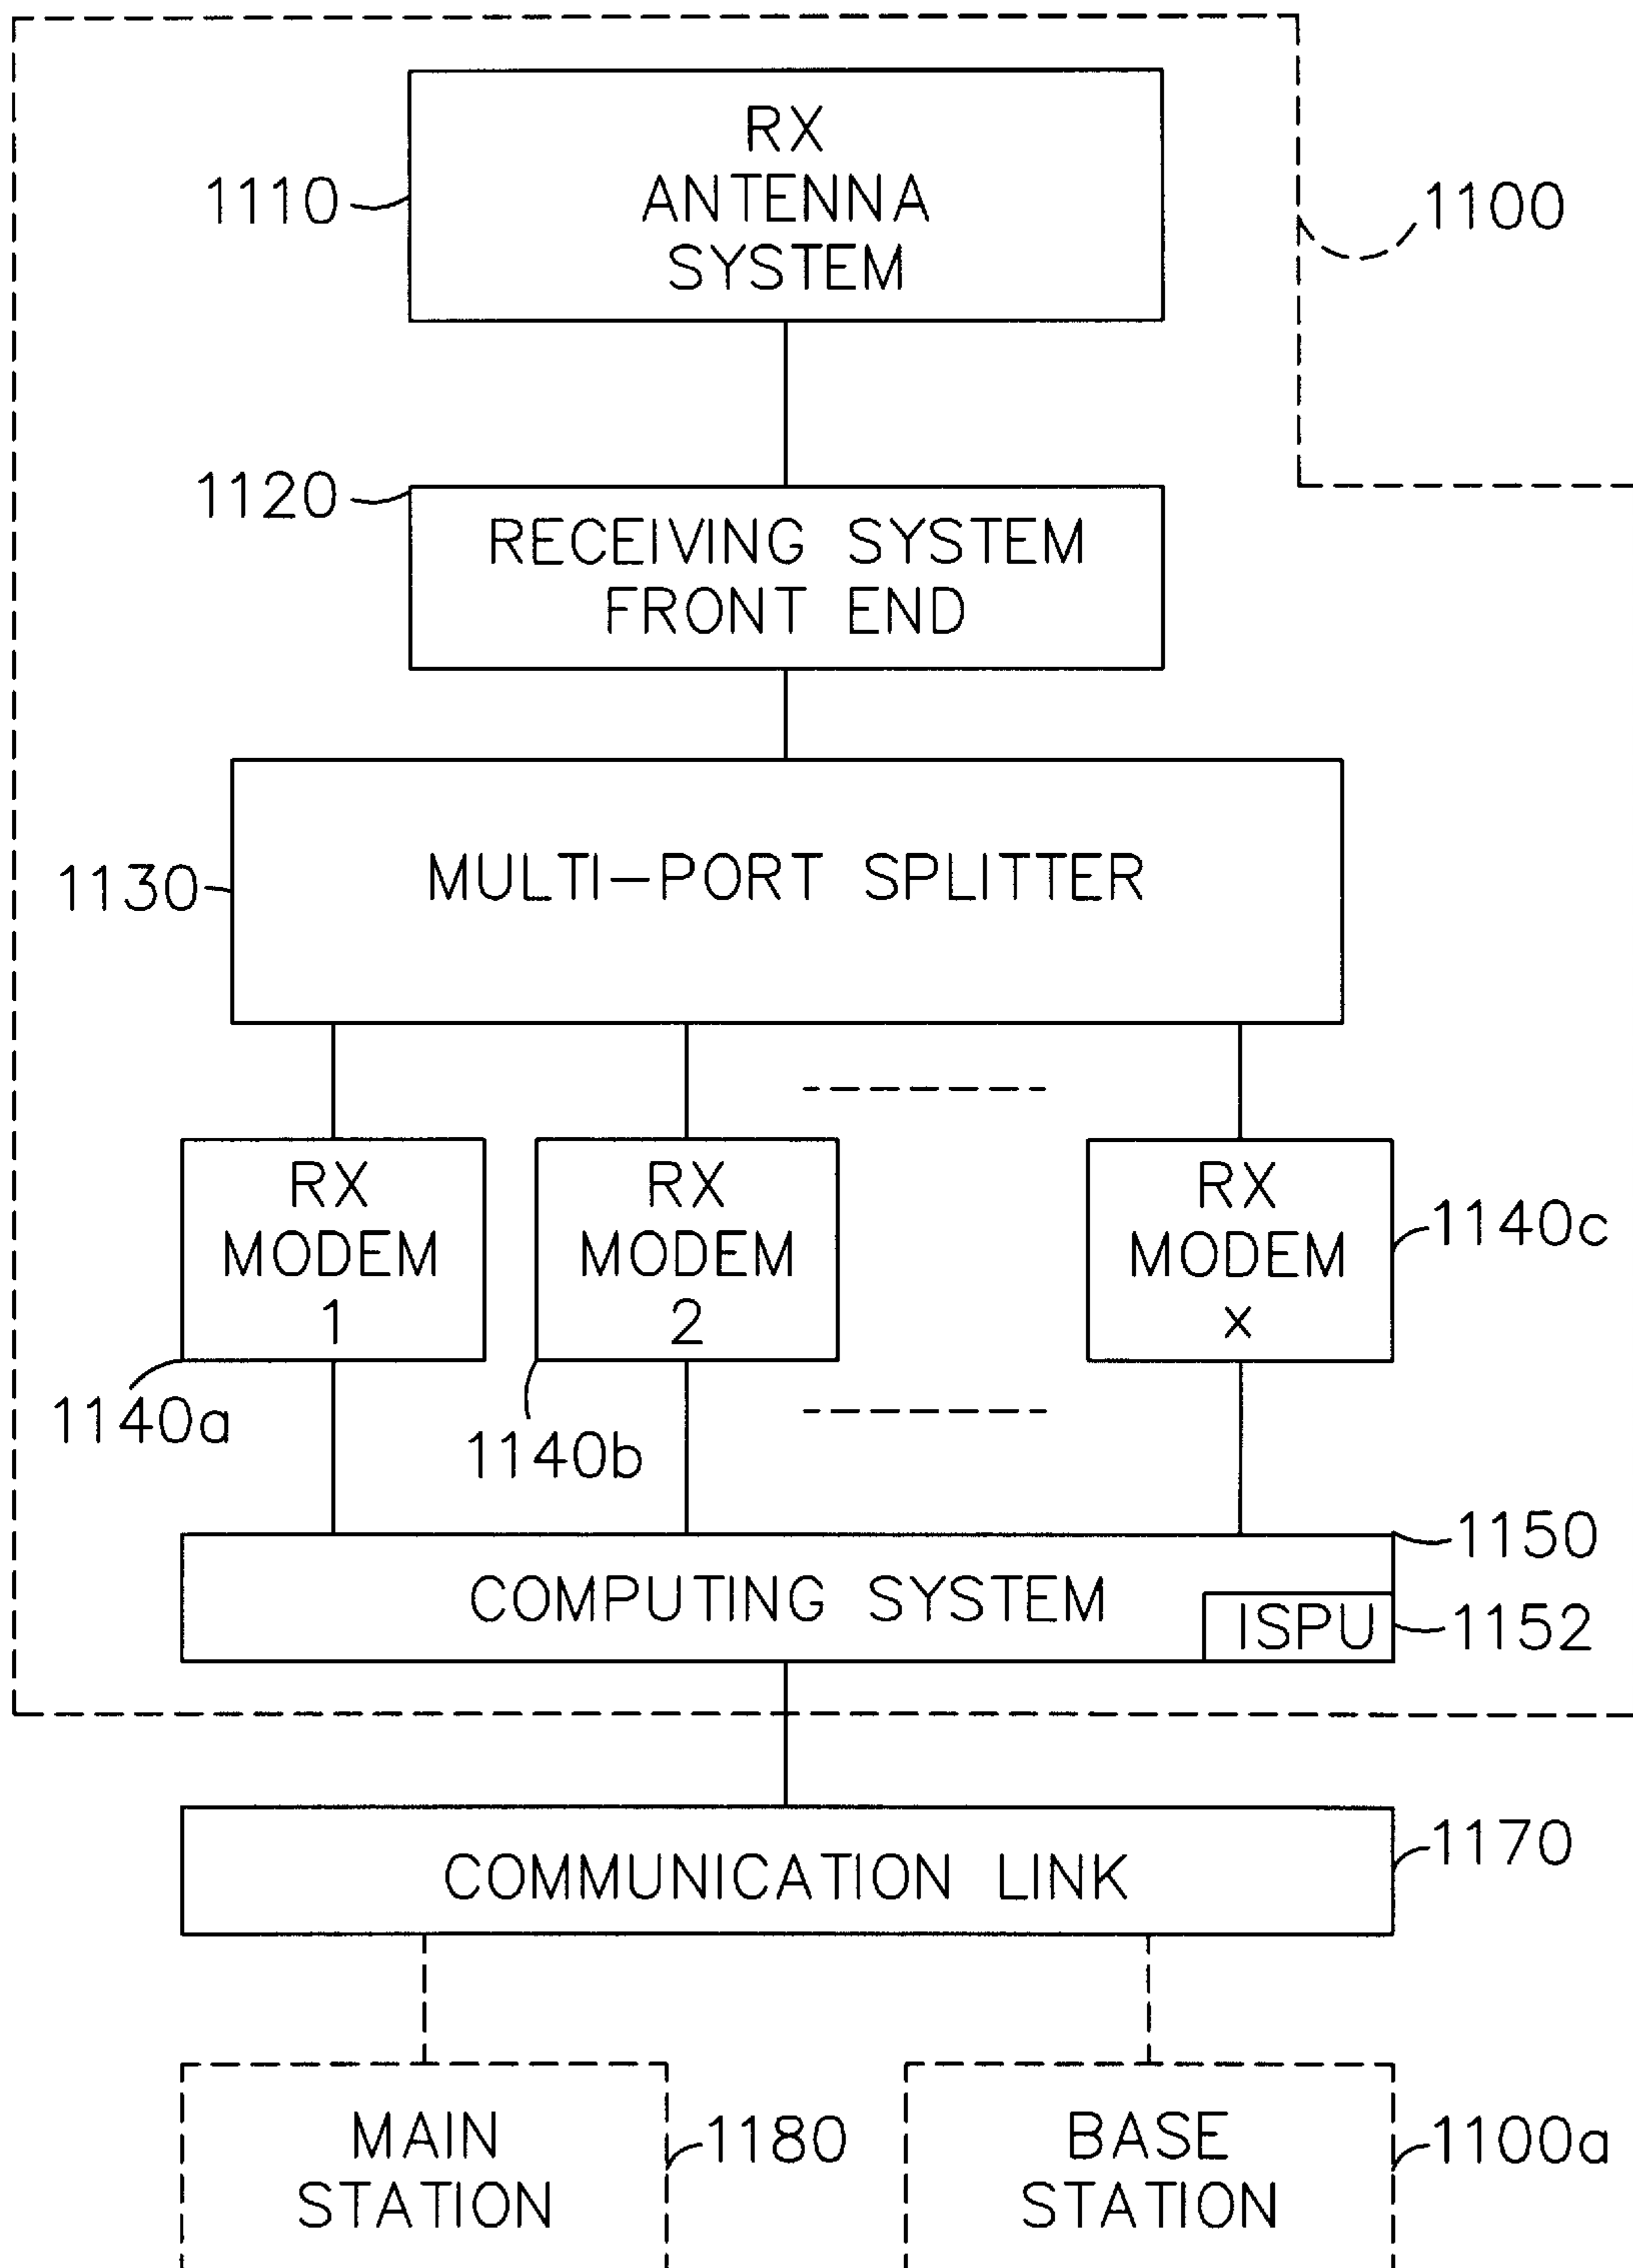 RX
ANTENNA
SYSTEM
1110
1100
1120
RECEIVING SYSTEM
FRONT END
1130
MULTI-PORT SPLITTER
RX
MODEM
1
RX
MODEM
2
RX
MODEM
x
1140c
1140a
1140b
1150
COMPUTING SYSTEM
ISPU
1152
COMMUNICATION LINK
1170
MAIN
STATION
1180
BASE
STATION
1100a